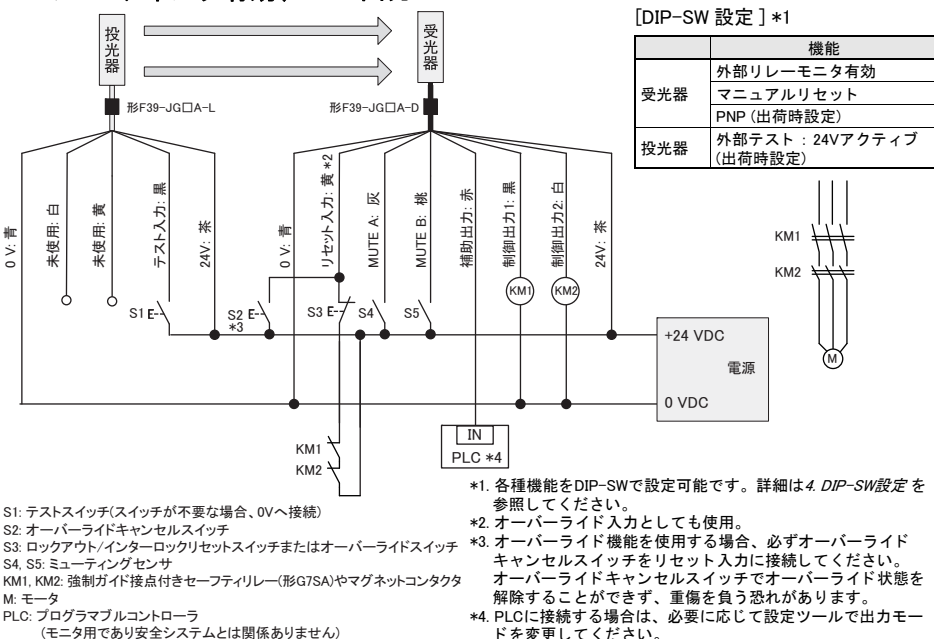 [DIP-SW 設定 ] *1
機能
受光器
外部リレーモニタ有効
マニュアルリセット
PNP (出荷時設定)
投光器
外部テスト : 24Vアクティブ
(出荷時設定)
投光器
受光器
形F39-JG□A-L
形F39-JG□A-D
0 V: 青
未使用: 白
未使用: 黄
テスト入力: 黒
24V: 茶
0 V: 青
リセット入力: 黄 *2
MUTE A: 灰
MUTE B: 桃
補助出力: 赤
制御出力1: 黒
制御出力2: 白
24V: 茶
KM1
KM2
M
S1
S2
*3
S3
S4
S5
KM1
KM2
+24 VDC
電源
0 VDC
IN
PLC *4
KM1
KM2
S1: テストスイッチ(スイッチが不要な場合、0Vへ接続)
S2: オーバーライドキャンセルスイッチ
S3: ロックアウト/インターロックリセットスイッチまたはオーバーライドスイッチ
S4, S5: ミューティングセンサ
KM1, KM2: 強制ガイド接点付きセーフティリレー(形G7SA)やマグネットコンタクタ
M: モータ
PLC: プログラマブルコントローラ
(モニタ用であり安全システムとは関係ありません)
*1. 各種機能をDIP-SWで設定可能です。詳細は4. DIP-SW設定 を
参照してください。
*2. オーバーライド入力としても使用。
*3. オーバーライド機能を使用する場合、必ずオーバーライド
キャンセルスイッチをリセット入力に接続してください。
オーバーライドキャンセルスイッチでオーバーライド状態を
解除することができず、重傷を負う恐れがあります。
*4. PLCに接続する場合は、必要に応じて設定ツールで出力モー
ドを変更してください。